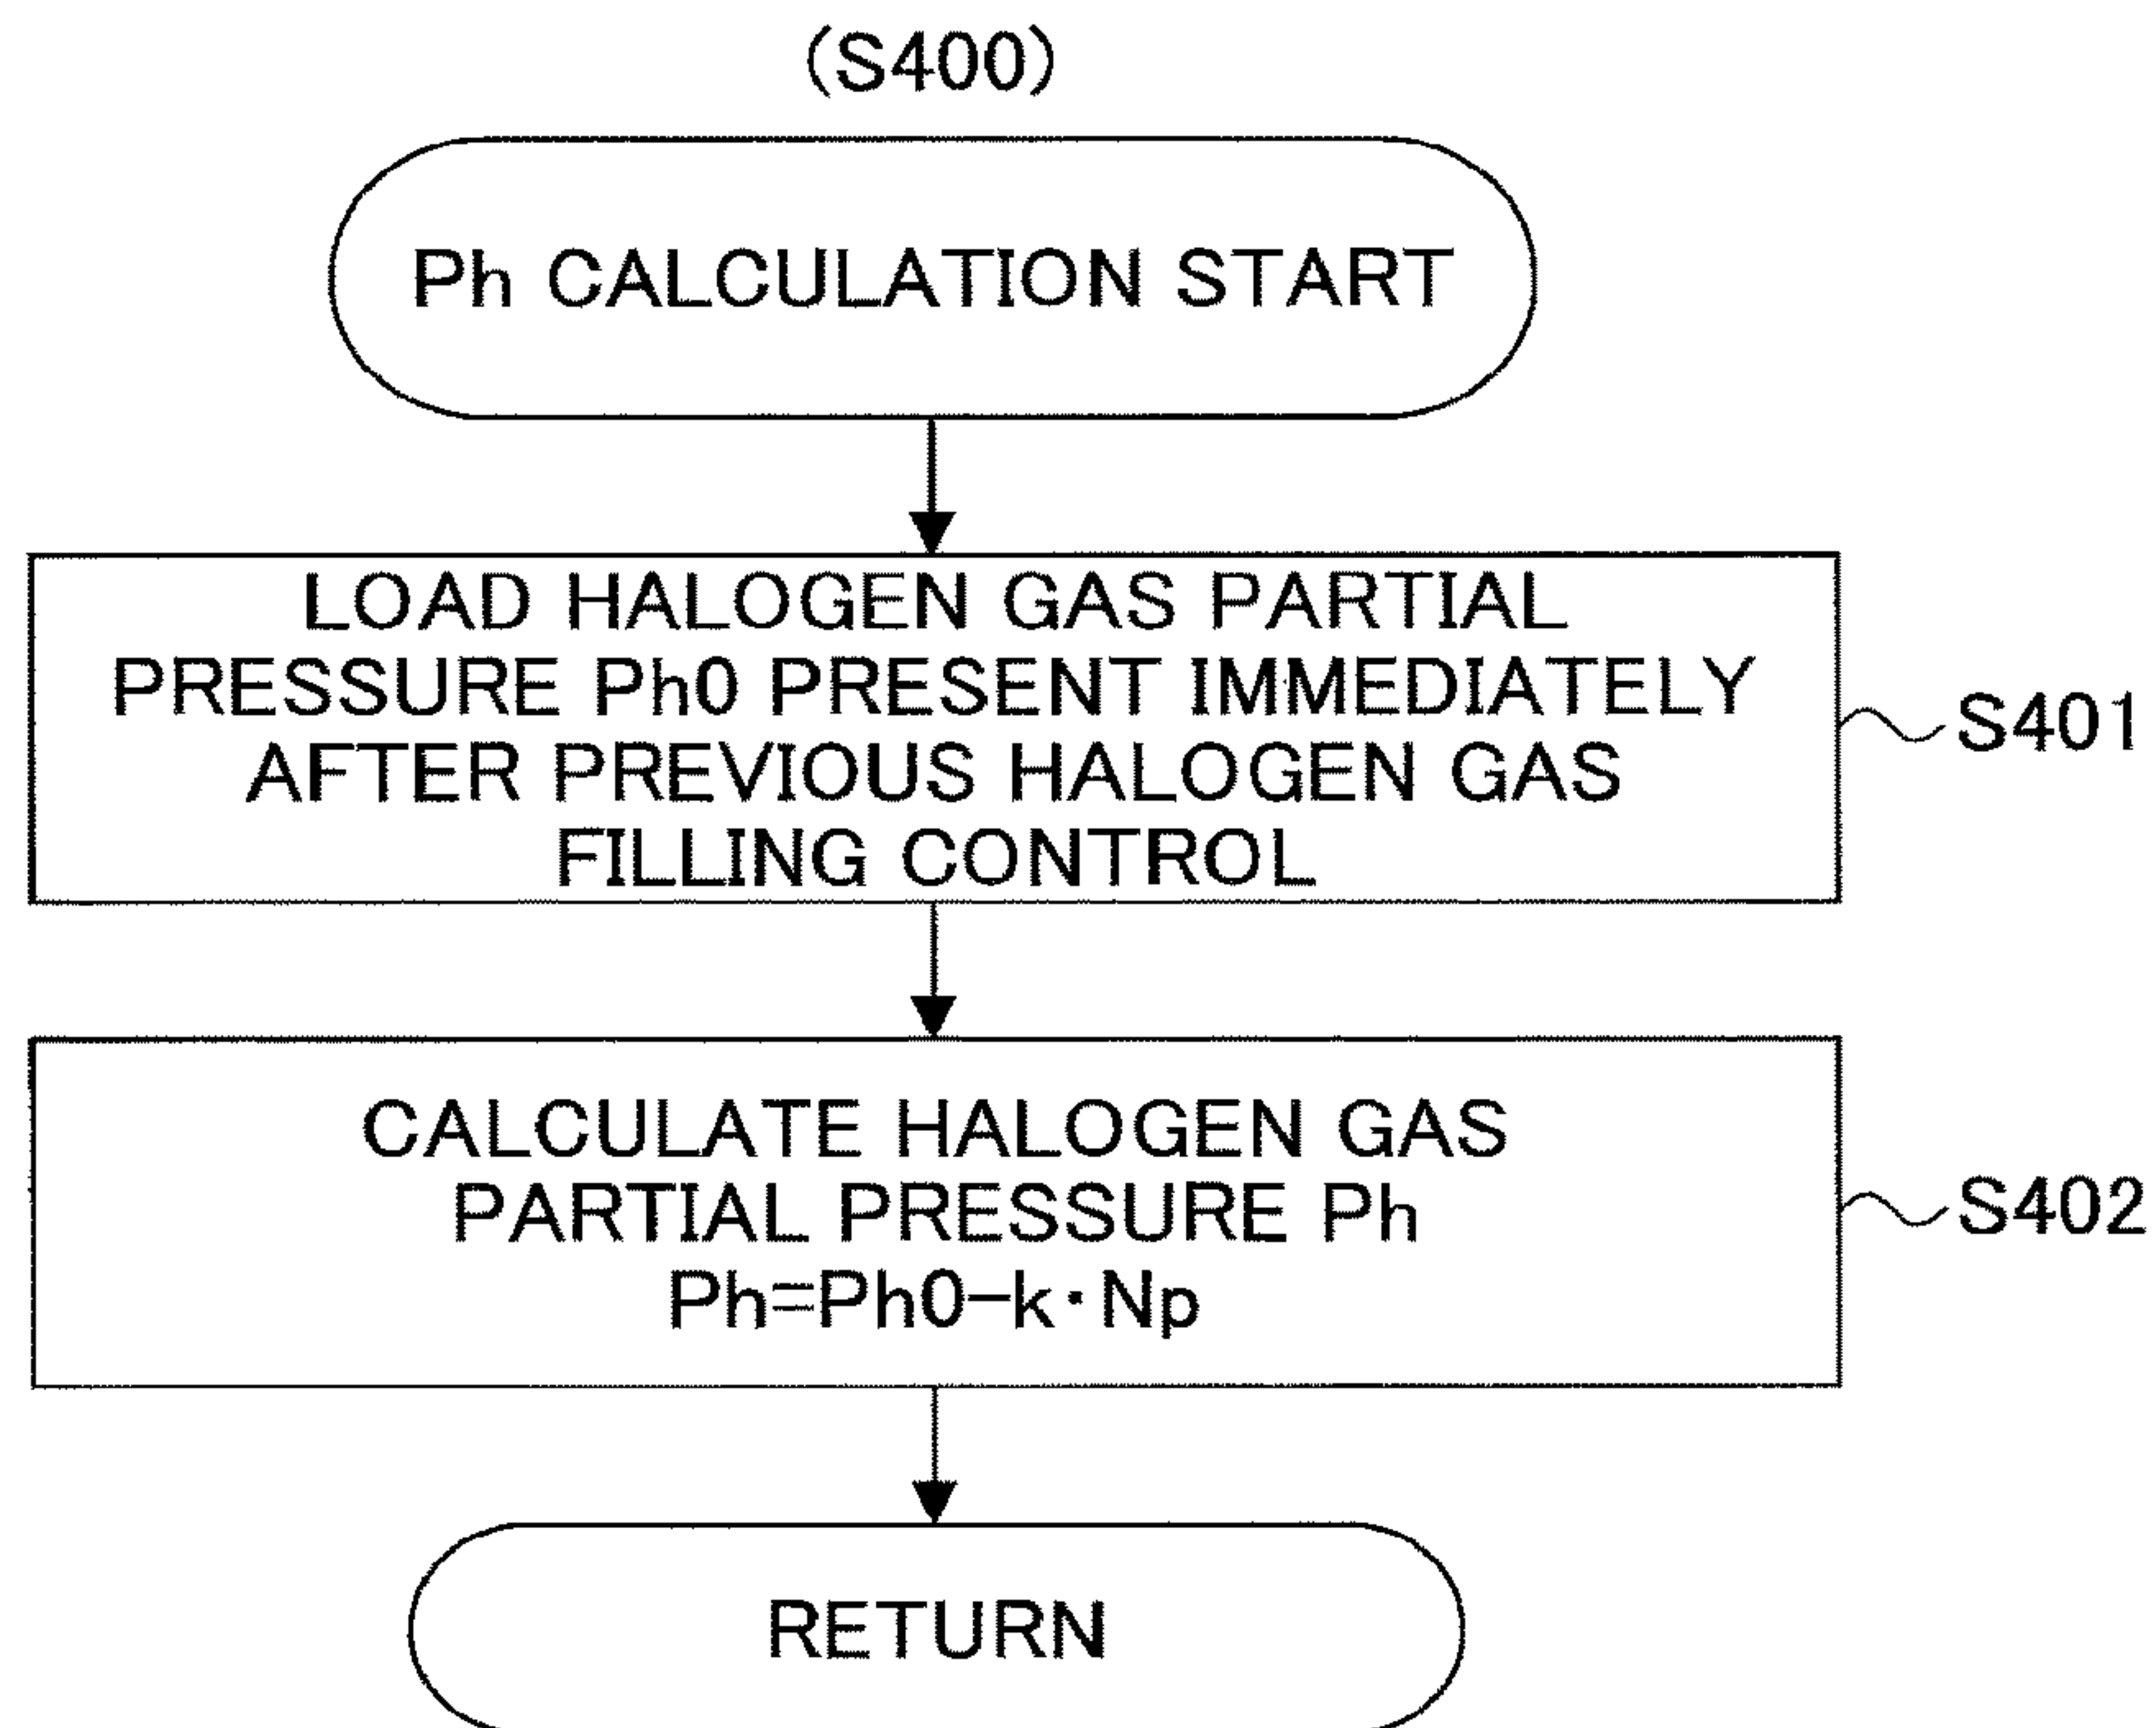 (S400)
Ph CALCULATION START
LOAD HALOGEN GAS PARTIAL
PRESSURE Ph0 PRESENT IMMEDIATELY
AFTER PREVIOUS HALOGEN GAS
FILLING CONTROL
S401
CALCULATE HALOGEN GAS
PARTIAL PRESSURE Ph
Ph=Ph0−k·Np
S402
RETURN